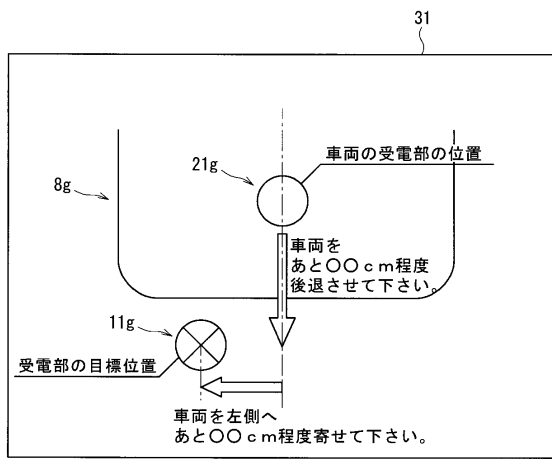 31
車両の受電部の位置
21g
8g
車両を
あと〇〇ｃｍ程度
後退させて下さい。
11g
受電部の目標位置
車両を左側へ
あと〇〇ｃｍ程度寄せて下さい。